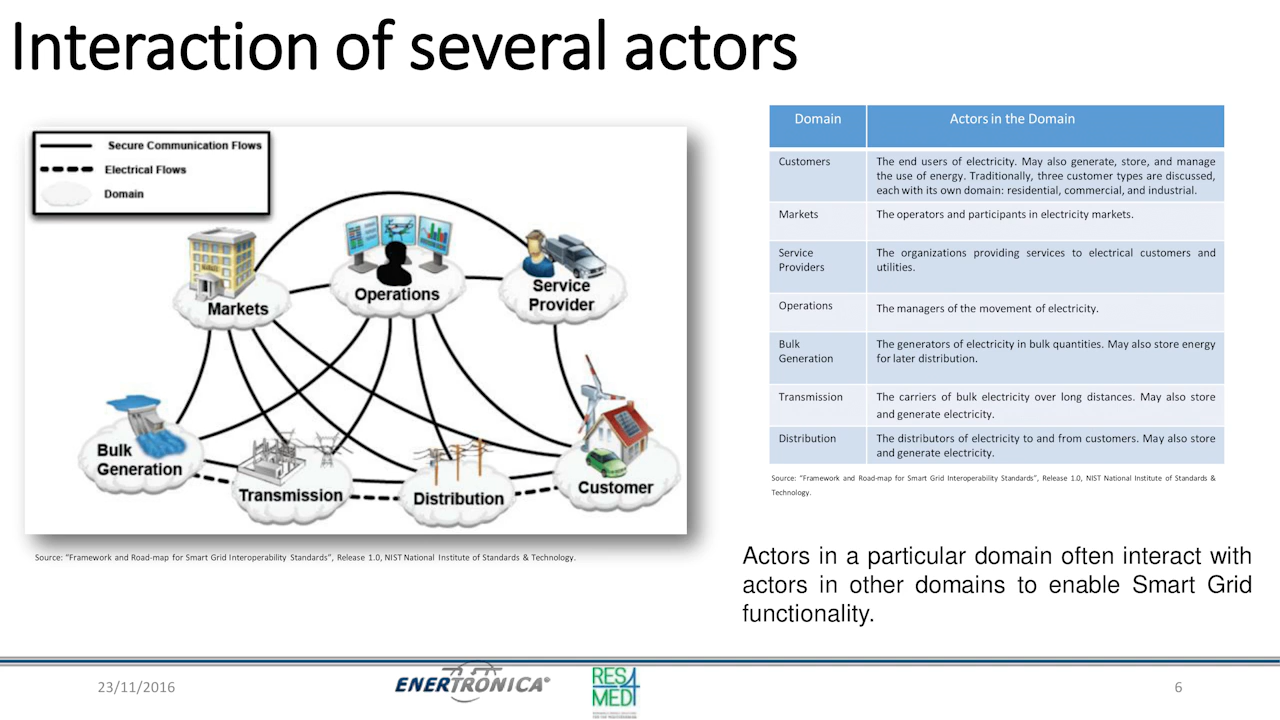 Interaction of several actors
Secure Communication Flows
Electrical Flows
Domain
Markets
Operations
Service
Provider
Bulk
Generation
Transmission
Distribution
Customer
Source: “Framework and Road-map for Smart Grid Interoperability Standards”, Release 1.0, NIST National Institute of Standards & Technology.
Domain Actors in the Domain
Customers The end users of electricity. May also generate, store, and manage
the use of energy. Traditionally, three customer types are discussed,
each with its own domain: residential, commercial, and industrial.
Markets The operators and participants in electricity markets.
Service The organizations providing services to electrical customers and
Providers utilities.
Operations The managers of the movement of electricity.
Bulk The generators of electricity in bulk quantities. May also store energy
Generation for later distribution.
Transmission The carriers of bulk electricity over long distances. May also store
and generate electricity.
Distribution The distributors of electricity to and from customers. May also store
and generate electricity.
Source: “Framework and Road-map for Smart Grid Interoperability Standards”, Release 1.0, NIST National Institute of Standards &
Technology.
Actors in a particular domain often interact with
actors in other domains to enable Smart Grid
functionality.
23/11/2016
ENERTRONICA®
RES4
MED
6